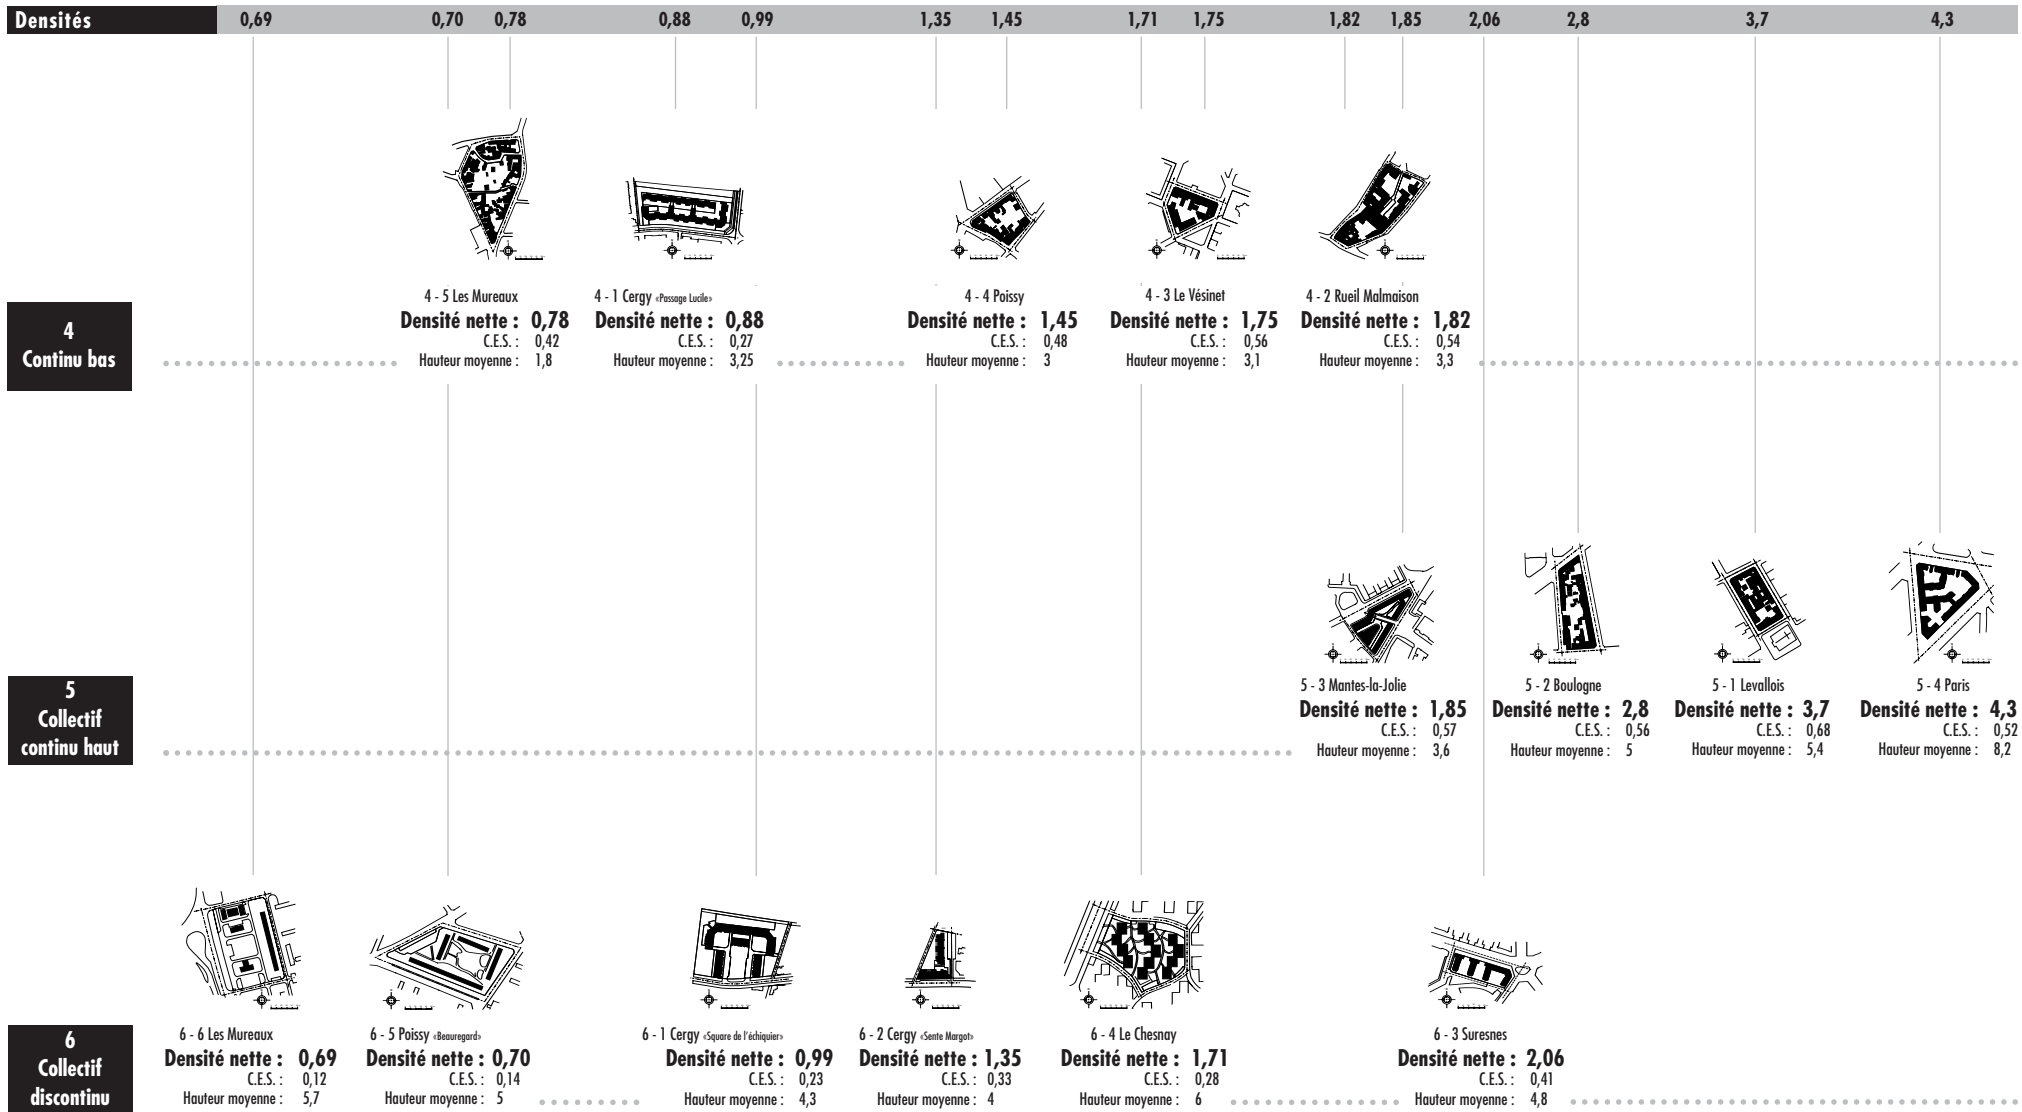 Densités 0,69 0,70 0,78 0,88 0,99 1,35 1,45 1,71 1,75 1,82 1,85 2,06 2,8 3,7 4,3
4
Continu bas
4 - 5 Les Mureaux
Densité nette : 0,78
C.E.S. : 0,42
Hauteur moyenne : 1,8
4 - 1 Cergy «Passage Lucile»
Densité nette : 0,88
C.E.S. : 0,27
Hauteur moyenne : 3,25
4 - 4 Poissy
Densité nette : 1,45
C.E.S. : 0,48
Hauteur moyenne : 3
4 - 3 Le Vésinet
Densité nette : 1,75
C.E.S. : 0,56
Hauteur moyenne : 3,1
4 - 2 Rueil Malmaison
Densité nette : 1,82
C.E.S. : 0,54
Hauteur moyenne : 3,3
5
Collectif
continu haut
5 - 3 Mantes-la-Jolie
Densité nette : 1,85
C.E.S. : 0,57
Hauteur moyenne : 3,6
5 - 2 Boulogne
Densité nette : 2,8
C.E.S. : 0,56
Hauteur moyenne : 5
5 - 1 Levallois
Densité nette : 3,7
C.E.S. : 0,68
Hauteur moyenne : 5,4
5 - 4 Paris
Densité nette : 4,3
C.E.S. : 0,52
Hauteur moyenne : 8,2
6
Collectif
discontinu
6 - 6 Les Mureaux
Densité nette : 0,69
C.E.S. : 0,12
Hauteur moyenne : 5,7
6 - 5 Poissy «Beauregard»
Densité nette : 0,70
C.E.S. : 0,14
Hauteur moyenne : 5
6 - 1 Cergy «Square de l'échiquier»
Densité nette : 0,99
C.E.S. : 0,23
Hauteur moyenne : 4,3
6 - 2 Cergy «Sente Margot»
Densité nette : 1,35
C.E.S. : 0,33
Hauteur moyenne : 4
6 - 4 Le Chesnay
Densité nette : 1,71
C.E.S. : 0,28
Hauteur moyenne : 6
6 - 3 Suresnes
Densité nette : 2,06
C.E.S. : 0,41
Hauteur moyenne : 4,8